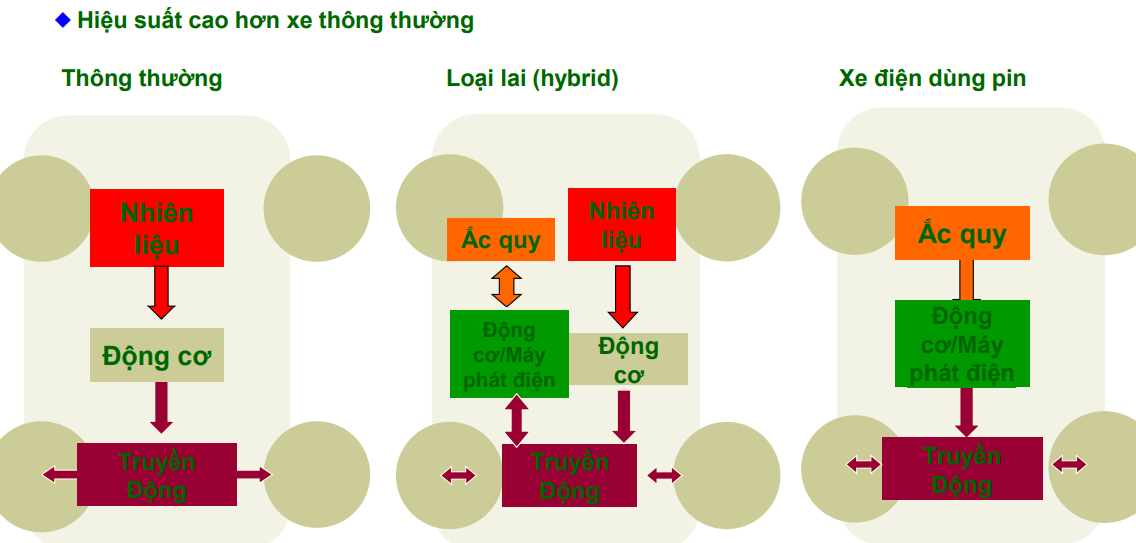 Hiệu suất cao hơn xe thông thường
Thông thường
Loại lai (hybrid)
Xe điện dùng pin
Nhiên
liệu
Động cơ
Truyền
Động
Ắc quy
Nhiên
liệu
Động
cơ/Máy
phát điện
Động
cơ
Truyền
Động
Ắc quy
Động
cơ/Máy
phát điện
Truyền
Động